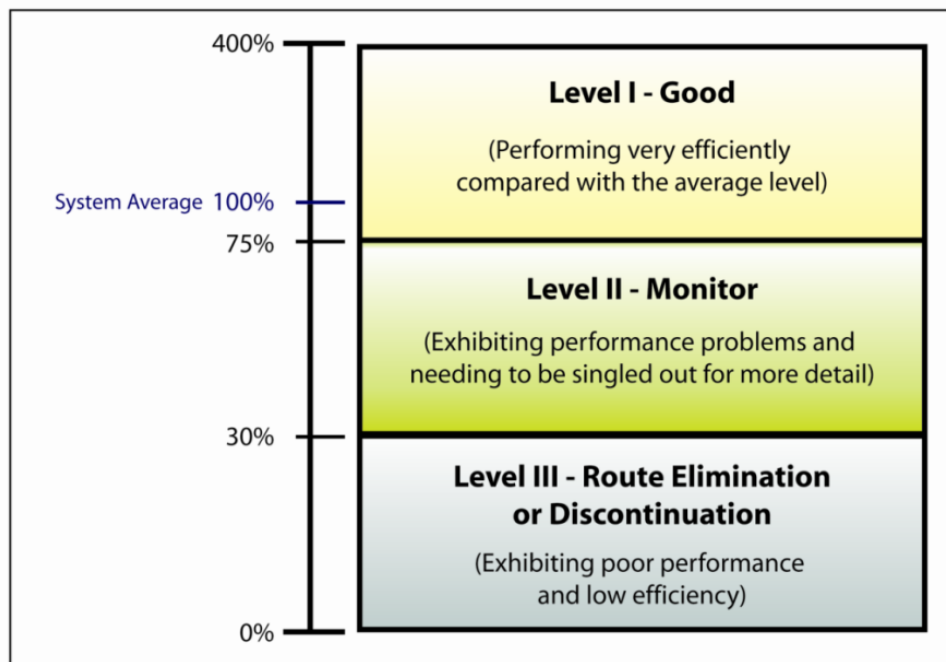 400%
Level I - Good
(Performing very efficiently
compared with the average level)
System Average 100%
75%
Level II - Monitor
(Exhibiting performance problems and
needing to be singled out for more detail)
30%
Level III - Route Elimination
or Discontinuation
(Exhibiting poor performance
and low efficiency)
0%